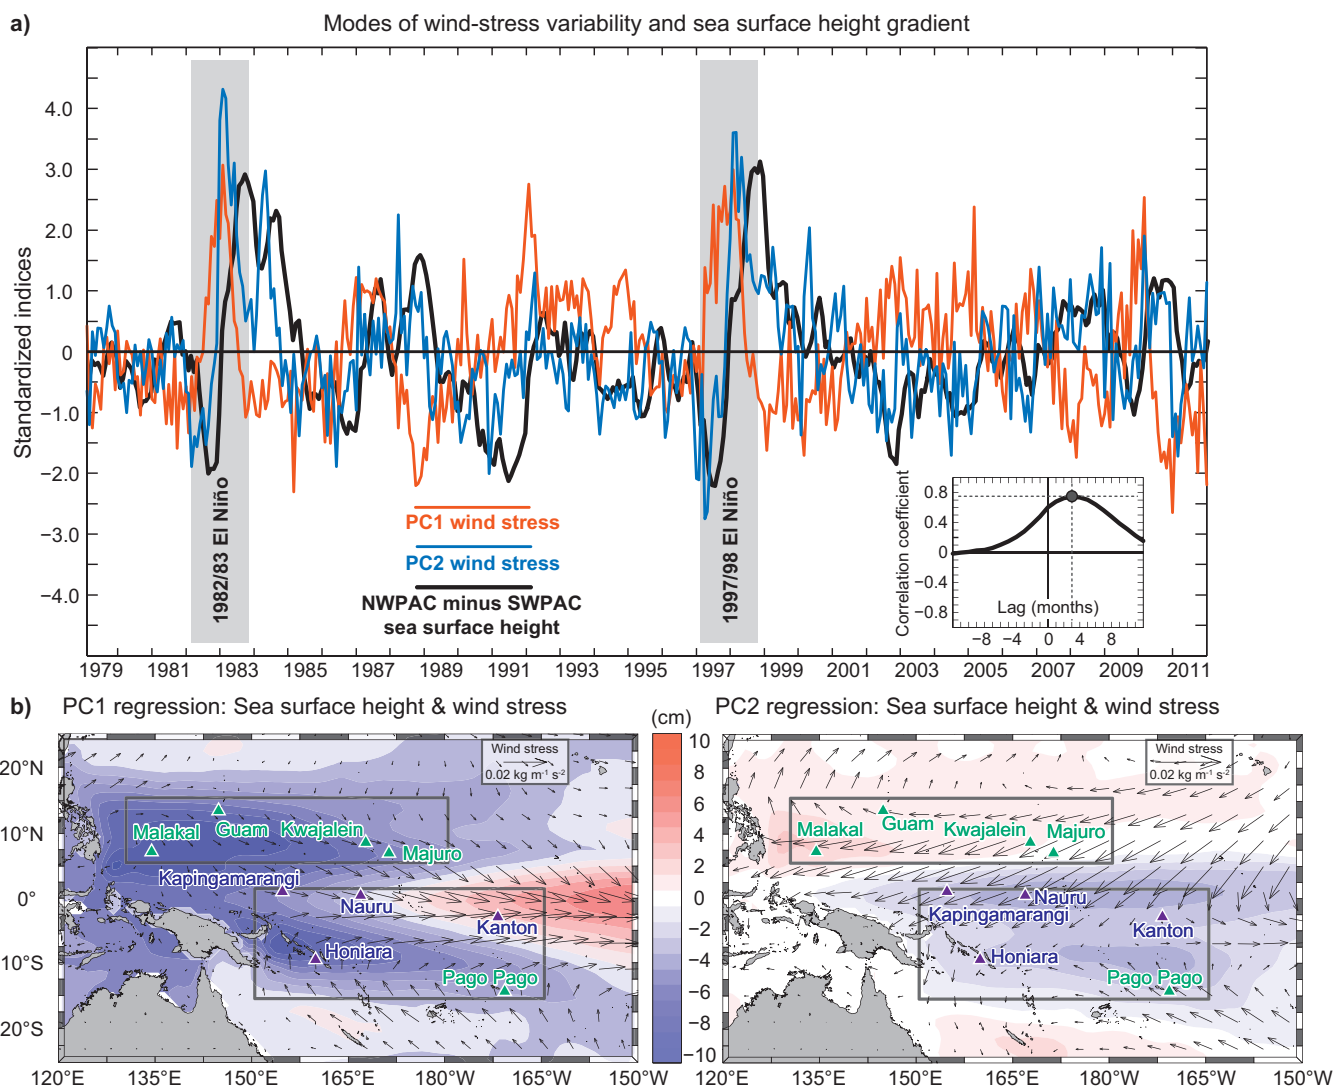 a)
Modes of wind-stress variability and sea surface height gradient
Standardized indices
4.0
3.0
2.0
1.0
0
−1.0
−2.0
−3.0
−4.0
1982/83 El Niño
1997/98 El Niño
PC1 wind stress
PC2 wind stress
NWPAC minus SWPAC
sea surface height
Correlation coefficient
0.8
0.4
0
−0.4
−0.8
Lag (months)
−8 −4 0 4 8
1979 1981 1983 1985 1987 1989 1991 1993 1995 1997 1999 2001 2003 2005 2007 2009 2011
b)
PC1 regression: Sea surface height & wind stress
(cm)
PC2 regression: Sea surface height & wind stress
20°N
10°N
0°
10°S
20°S
Wind stress
0.02 kg m⁻¹ s⁻²
Malakal
Guam
Kwajalein
Majuro
Kapingamarangi
Nauru
Kanton
Honiara
Pago Pago
120°E 135°E 150°E 165°E 180°W 165°W 150°W
10
8
6
4
2
0
−2
−4
−6
−8
−10
Wind stress
0.02 kg m⁻¹ s⁻²
Malakal
Guam
Kwajalein
Majuro
Nauru
Kapingamarangi
Kanton
Honiara
Pago Pago
120°E 135°E 150°E 165°E 180°W 165°W 150°W